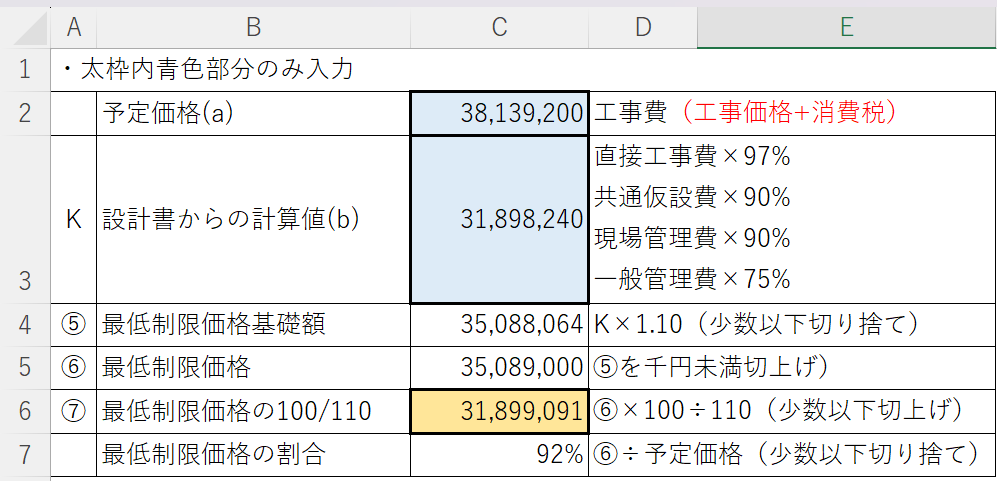 A B C D E
1 ・太枠内青色部分のみ入力
2 予定価格(a) 38,139,200 工事費（工事価格+消費税）
直接工事費×97%
共通仮設費×90%
K 設計書からの計算値(b) 31,898,240
現場管理費×90%
3 一般管理費×75%
4 ⑤ 最低制限価格基礎額 35,088,064 K×1.10（少数以下切り捨て）
5 ⑥ 最低制限価格 35,089,000 ⑤を千円未満切上げ）
6 ⑦ 最低制限価格の100/110 31,899,091 ⑥×100÷110（少数以下切上げ）
7 最低制限価格の割合 92% ⑥÷予定価格（少数以下切り捨て）